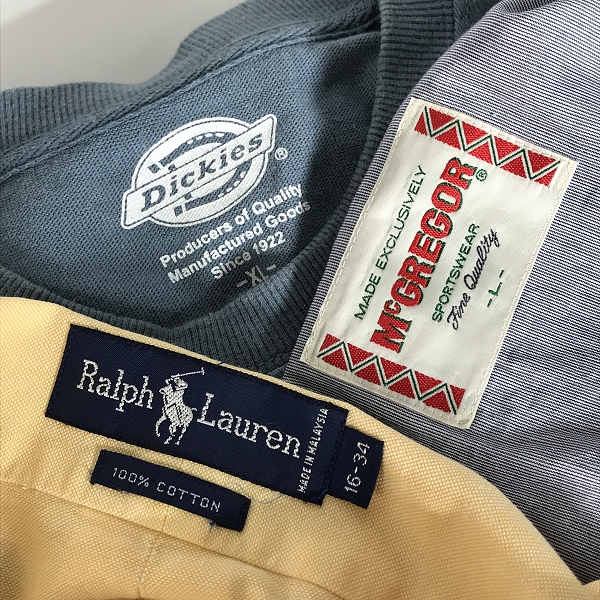 Dickies
®
Producers of Quality
Manufactured Goods
Since 1922
-XL-
MADE EXCLUSIVELY
McGREGOR®
SPORTSWEAR
Fine Quality
-L-
Ralph Lauren
MADE IN MALAYSIA
16-34
100% COTTON